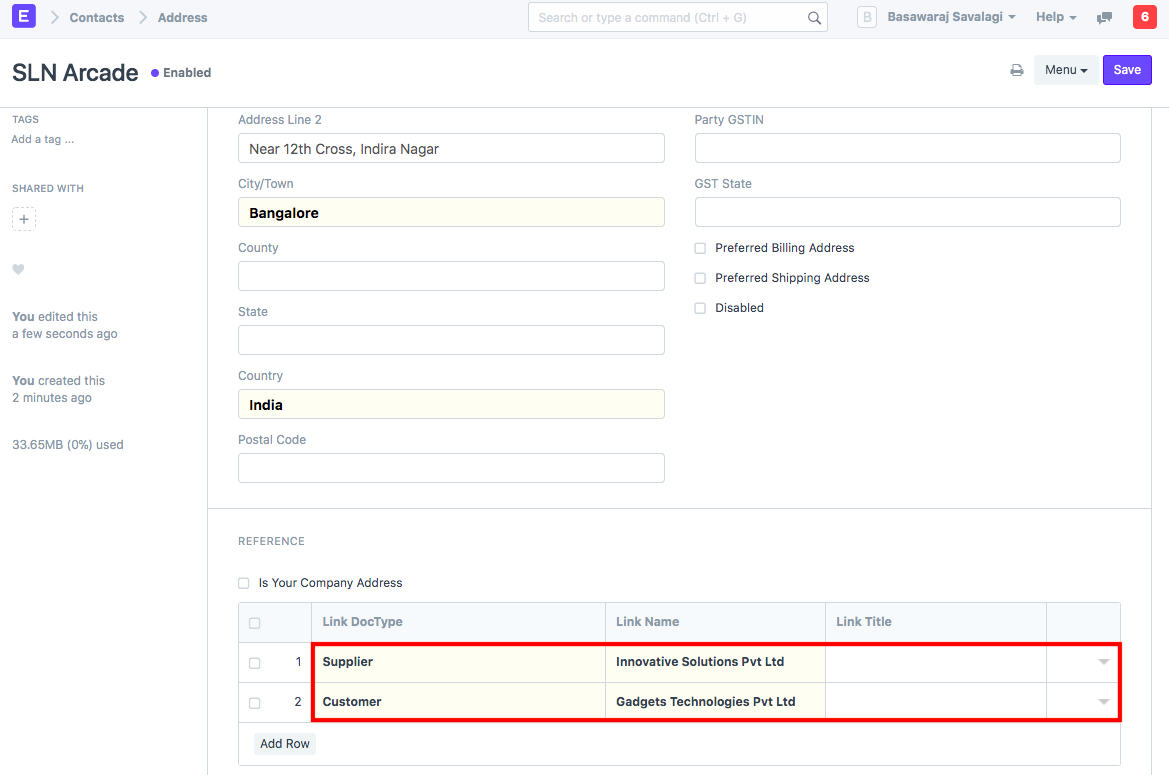 E Contacts Address Search or type a command (Ctrl + G) B Basawaraj Savalagi Help 6
SLN Arcade Enabled Menu Save
TAGS
Add a tag ...
SHARED WITH
+
You edited this
a few seconds ago
You created this
2 minutes ago
33.65MB (0%) used
Address Line 2
Near 12th Cross, Indira Nagar
City/Town
Bangalore
County
State
Country
India
Postal Code
Party GSTIN
GST State
Preferred Billing Address
Preferred Shipping Address
Disabled
REFERENCE
Is Your Company Address
Link DocType Link Name Link Title
1 Supplier Innovative Solutions Pvt Ltd
2 Customer Gadgets Technologies Pvt Ltd
Add Row